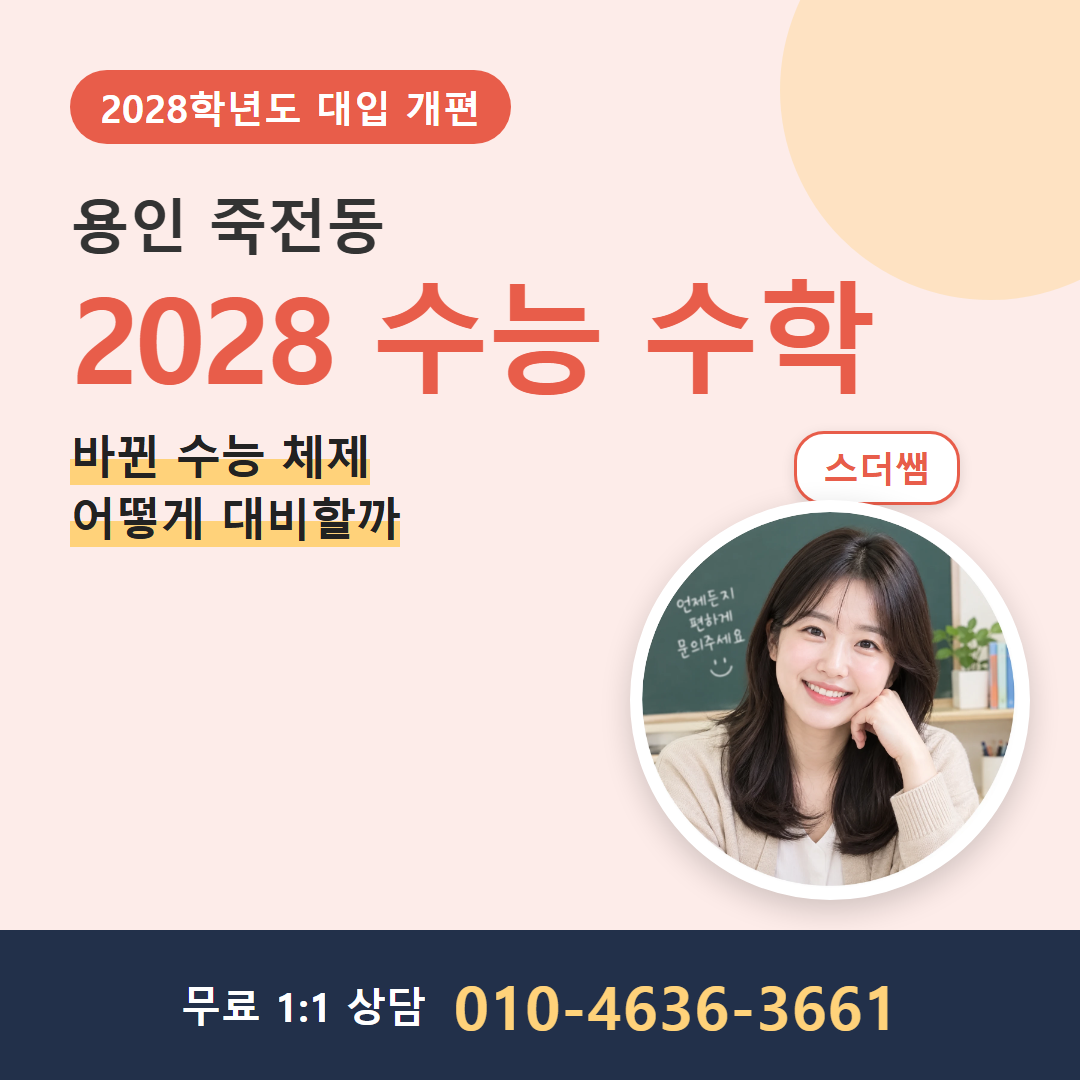 2028학년도 대입 개편
용인 죽전동
2028 수능 수학
바뀐 수능 체제
어떻게 대비할까
스더쌤
언제든지
편하게
문의주세요
무료 1:1 상담 010-4636-3661